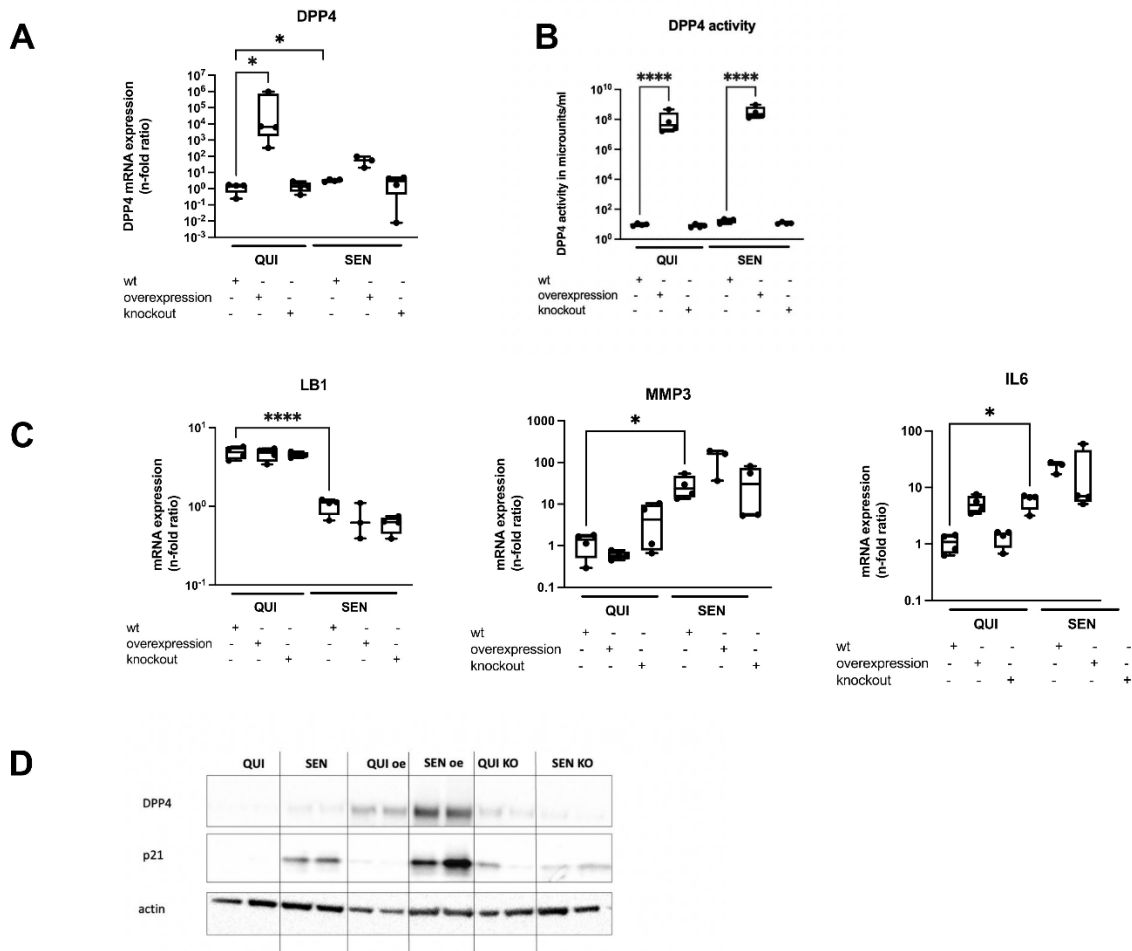 A
DPP4
*
*
DPP4 mRNA expression
(n-fold ratio)
10⁷
10⁶
10⁵
10⁴
10³
10²
10¹
10⁰
10⁻¹
10⁻²
10⁻³
QUI SEN
wt + - - + - -
overexpression - + - - + -
knockout - - + - - +
B
DPP4 activity
**** ****
DPP4 activity in microunits/ml
10¹⁰
10⁸
10⁶
10⁴
10²
10⁰
QUI SEN
wt + - - + - -
overexpression - + - - + -
knockout - - + - - +
C
LB1
****
mRNA expression
(n-fold ratio)
10¹
10⁰
10⁻¹
QUI SEN
wt + - - + - -
overexpression - + - - + -
knockout - - + - - +
MMP3
*
mRNA expression
(n-fold ratio)
1000
100
10
1
0.1
QUI SEN
wt + - - + - -
overexpression - + - - + -
knockout - - + - - +
IL6
*
mRNA expression
(n-fold ratio)
100
10
1
0.1
QUI SEN
wt + - - + - -
overexpression - + - - + -
knockout - - + - - +
D
QUI SEN QUI oe SEN oe QUI KO SEN KO
DPP4
p21
actin